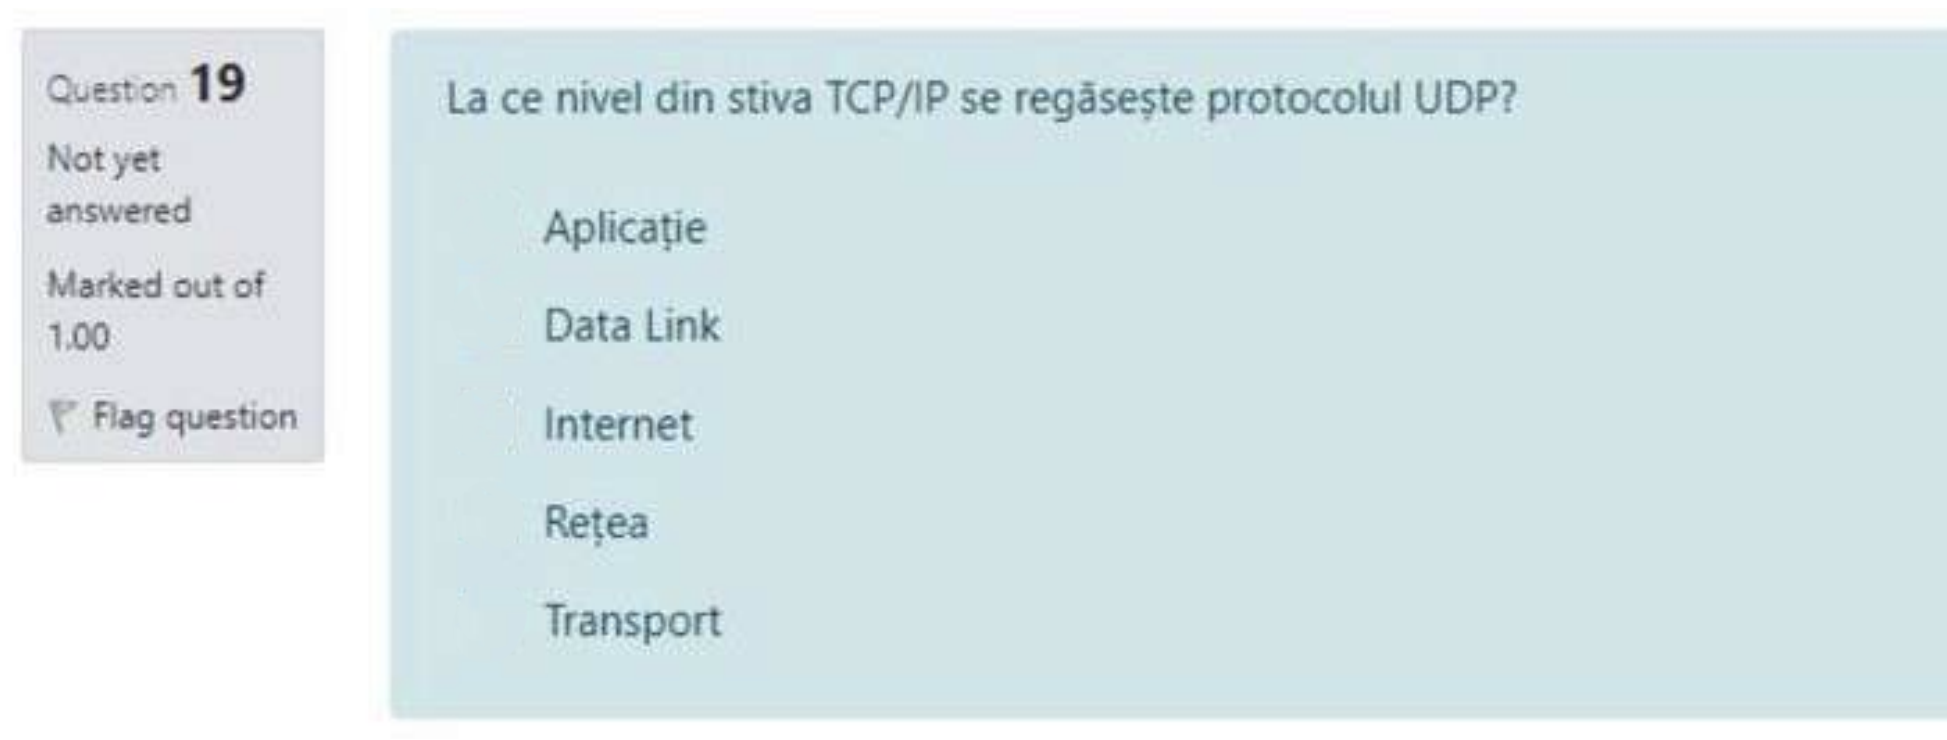 Question 19
Not yet
answered
Marked out of
1.00
Flag question
La ce nivel din stiva TCP/IP se regăsește protocolul UDP?
Aplicație
Data Link
Internet
Rețea
Transport